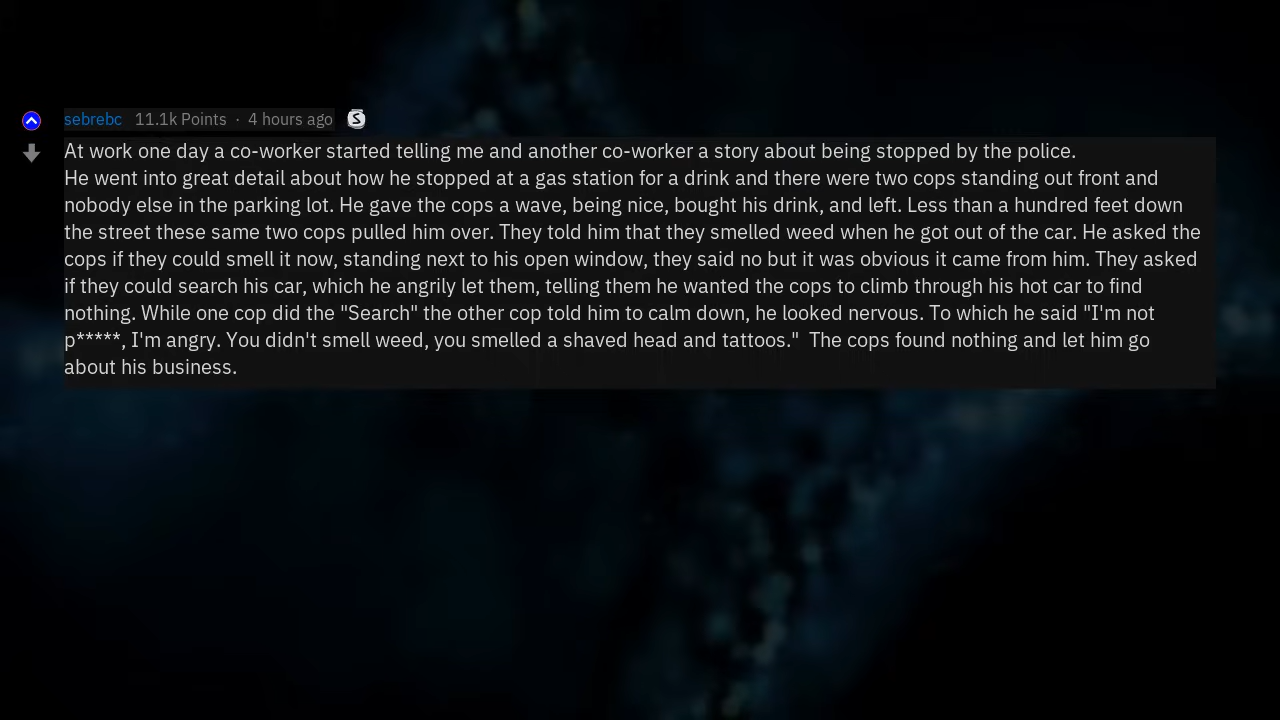 sebrebc 11.1k Points · 4 hours ago S
At work one day a co-worker started telling me and another co-worker a story about being stopped by the police.
He went into great detail about how he stopped at a gas station for a drink and there were two cops standing out front and
nobody else in the parking lot. He gave the cops a wave, being nice, bought his drink, and left. Less than a hundred feet down
the street these same two cops pulled him over. They told him that they smelled weed when he got out of the car. He asked the
cops if they could smell it now, standing next to his open window, they said no but it was obvious it came from him. They asked
if they could search his car, which he angrily let them, telling them he wanted the cops to climb through his hot car to find
nothing. While one cop did the "Search" the other cop told him to calm down, he looked nervous. To which he said "I'm not
p*****, I'm angry. You didn't smell weed, you smelled a shaved head and tattoos."  The cops found nothing and let him go
about his business.